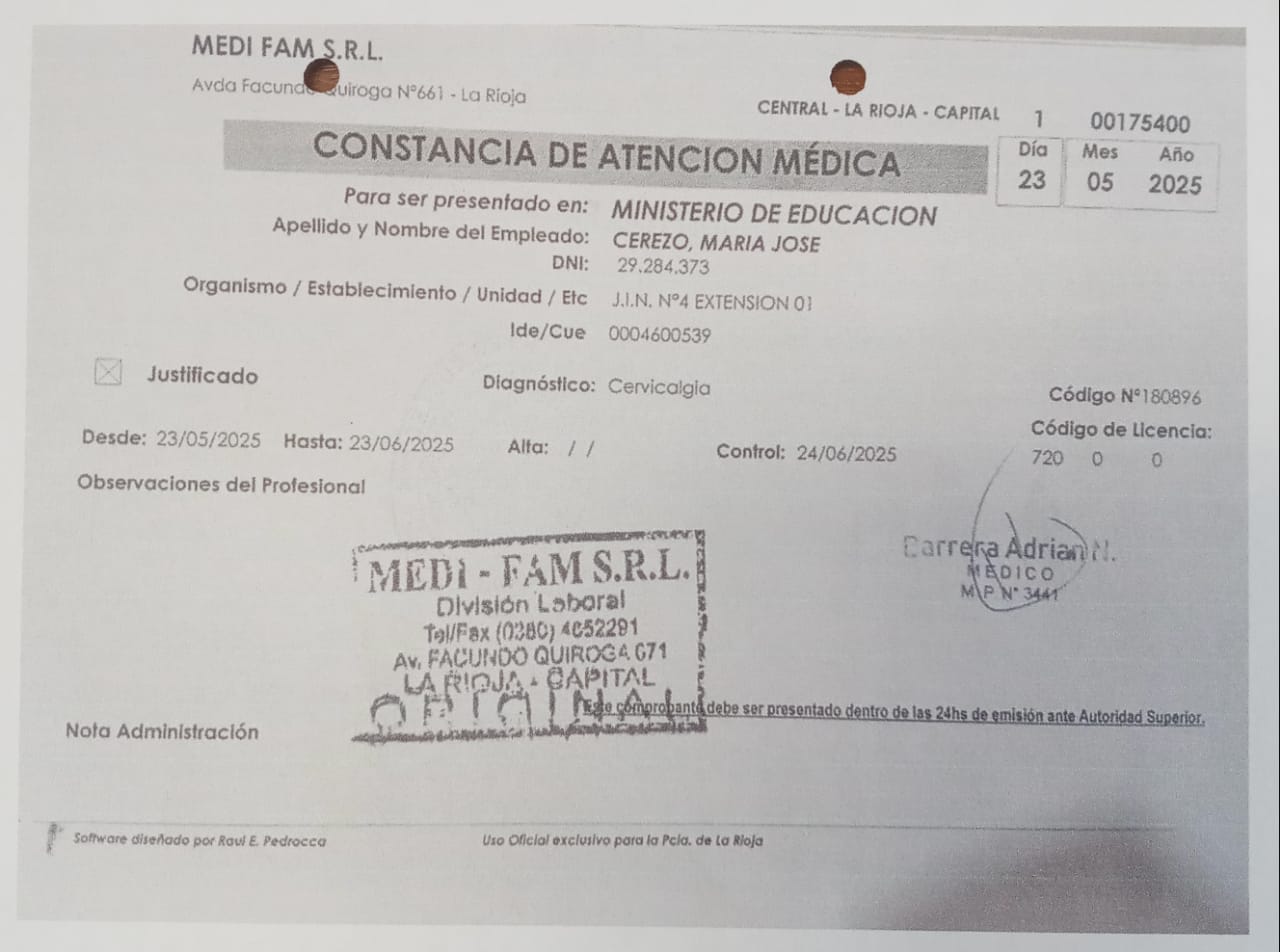 MEDI FAM S.R.L.
Avda Facundo Quiroga N°661 - La Rioja
CENTRAL - LA RIOJA - CAPITAL 1 00175400
CONSTANCIA DE ATENCION MÉDICA
Día Mes Año
23 05 2025
Para ser presentado en: MINISTERIO DE EDUCACION
Apellido y Nombre del Empleado: CEREZO, MARIA JOSE
DNI: 29.284.373
Organismo / Establecimiento / Unidad / Etc J.I.N. N°4 EXTENSION 01
Ide/Cue 0004600539
Justificado
Diagnóstico: Cervicalgia
Código N°180896
Desde: 23/05/2025 Hasta: 23/06/2025 Alta: / / Control: 24/06/2025
Código de Licencia:
720 0 0
Observaciones del Profesional
MEDI - FAM S.R.L.
División Laboral
Tel/Fax (0380) 4652291
Av. FACUNDO QUIROGA 671
LA RIOJA - CAPITAL
ORIGINAL
Carrera Adrian N.
MEDICO
M P N° 3441
Este comprobante debe ser presentado dentro de las 24hs de emisión ante Autoridad Superior.
Nota Administración
Software diseñado por Raul E. Pedrocca
Uso Oficial exclusivo para la Pcia. de La Rioja